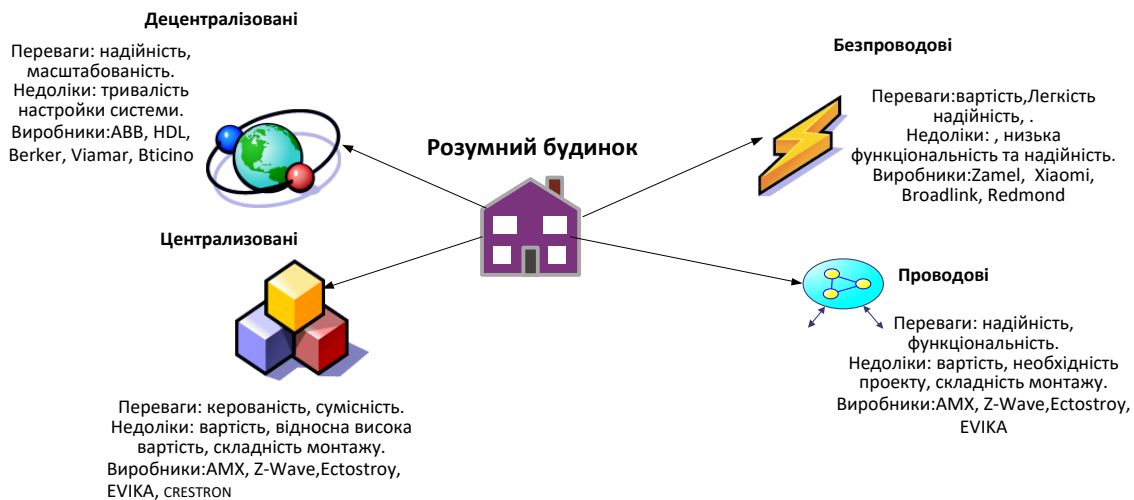 Децентралізовані
Переваги: надійність,
масштабованість.
Недоліки: тривалість
настройки системи.
Виробники:ABB, HDL,
Berker, Viamar, Bticino
Розумний будинок
Безпроводові
Переваги:вартість,Легкість
надійність, .
Недоліки: , низька
функціональність та надійність.
Виробники:Zamel, Xiaomi,
Broadlink, Redmond
Централизовані
Переваги: керованість, сумісність.
Недоліки: вартість, відносна висока
вартість, складність монтажу.
Виробники:AMX, Z-Wave,Ectostroy,
EVIKA, CRESTRON
Проводові
Переваги: надійність,
функціональність.
Недоліки: вартість, необхідність
проекту, складність монтажу.
Виробники:AMX, Z-Wave,Ectostroy,
EVIKA